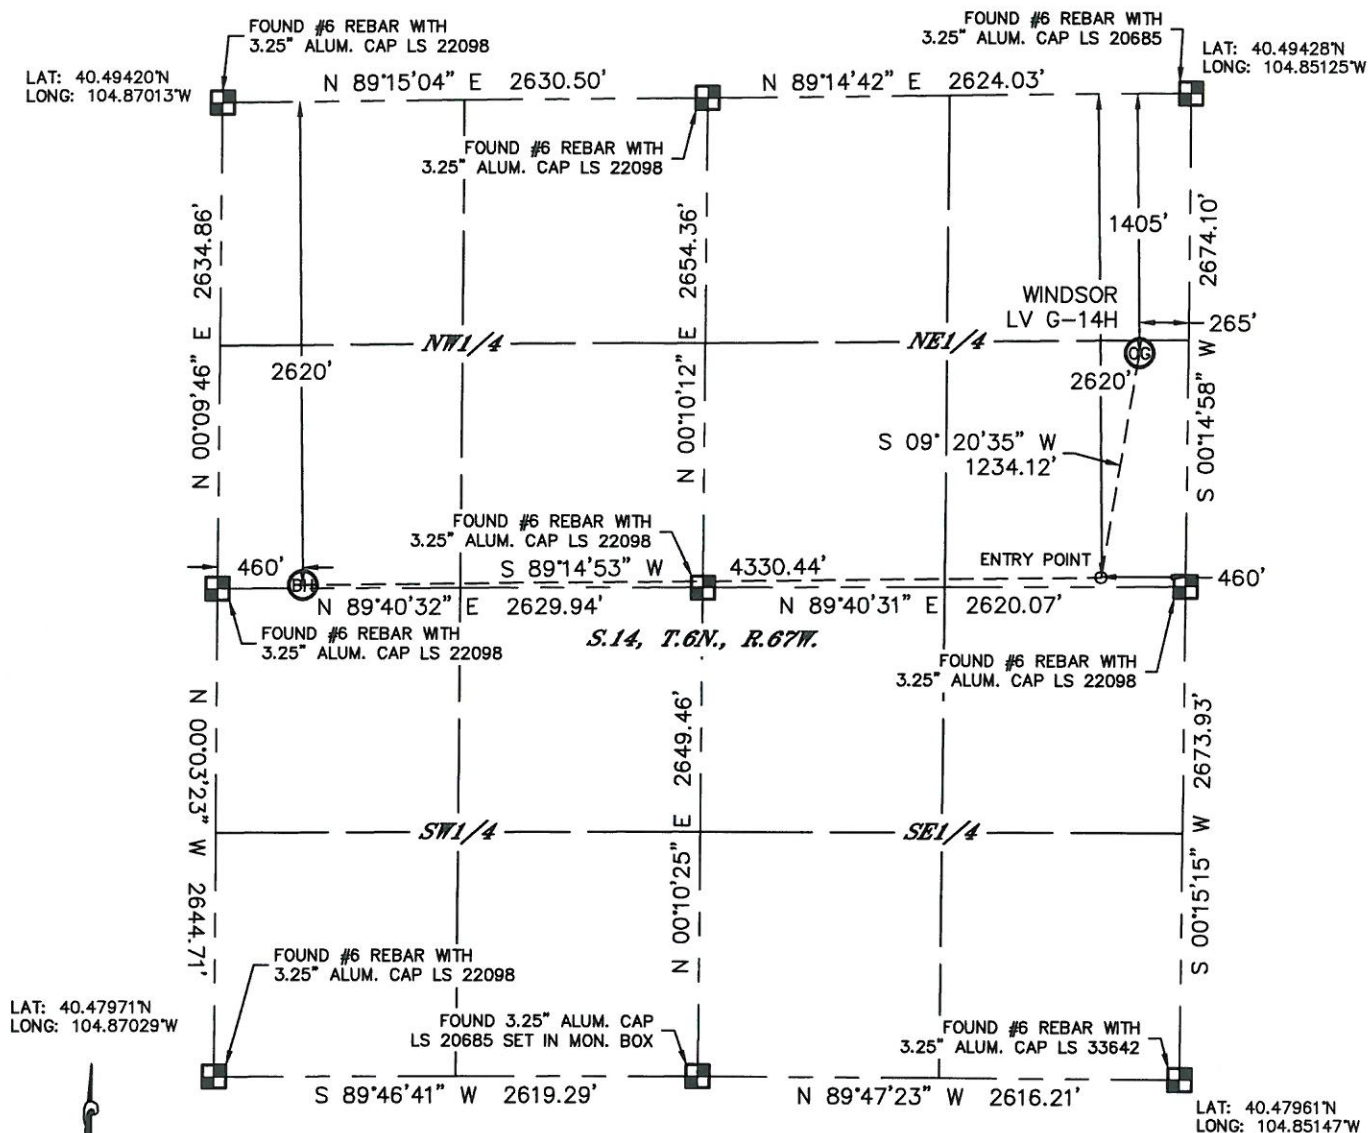 FOUND #6 REBAR WITH
3.25" ALUM. CAP LS 22098
FOUND #6 REBAR WITH
3.25" ALUM. CAP LS 20685
LAT: 40.49420°N
LONG: 104.87013°W
LAT: 40.49428°N
LONG: 104.85125°W
N 89°15'04" E 2630.50'
N 89°14'42" E 2624.03'
FOUND #6 REBAR WITH
3.25" ALUM. CAP LS 22098
N 00°09'46" E 2634.86'
N 00°10'12" E 2654.36'
S 00°14'58" W 2674.10'
1405'
WINDSOR
LV G-14H
265'
NW1/4
NE1/4
OG
2620'
2620'
S 09° 20'35" W
1234.12'
FOUND #6 REBAR WITH
3.25" ALUM. CAP LS 22098
ENTRY POINT
460'
BH
S 89°14'53" W 4330.44'
460'
N 89°40'32" E 2629.94'
N 89°40'31" E 2620.07'
FOUND #6 REBAR WITH
3.25" ALUM. CAP LS 22098
S.14, T.6N., R.67W.
FOUND #6 REBAR WITH
3.25" ALUM. CAP LS 22098
N 00°03'23" W 2644.71'
N 00°10'25" E 2649.46'
S 00°15'15" W 2673.93'
SW1/4
SE1/4
FOUND #6 REBAR WITH
3.25" ALUM. CAP LS 22098
LAT: 40.47971°N
LONG: 104.87029°W
FOUND 3.25" ALUM. CAP
LS 20685 SET IN MON. BOX
FOUND #6 REBAR WITH
3.25" ALUM. CAP LS 33642
S 89°46'41" W 2619.29'
N 89°47'23" W 2616.21'
LAT: 40.47961°N
LONG: 104.85147°W